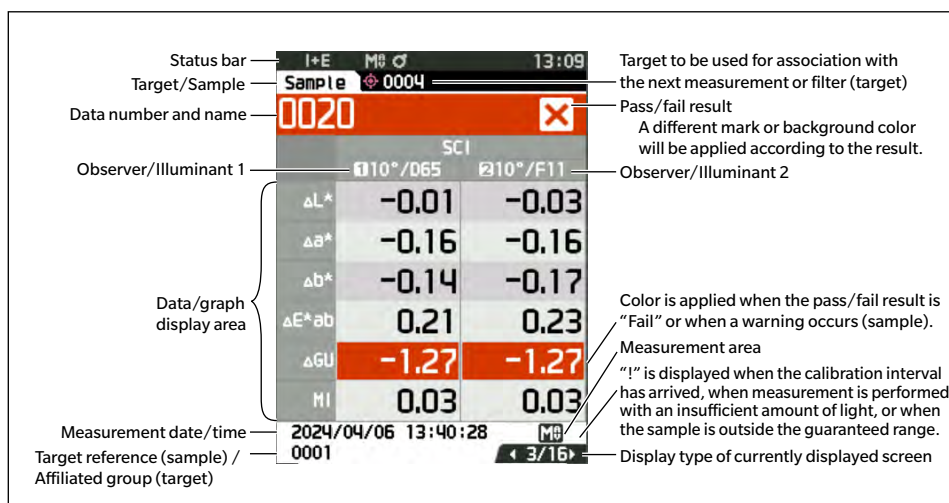 Status bar
Target/Sample
Data number and name
Observer/Illuminant 1
Data/graph
display area
Measurement date/time
Target reference (sample) /
Affiliated group (target)
I+E 13:09
Sample 0004
0020
SCI
1 10°/D65 2 10°/F11
ΔL* -0.01 -0.03
Δa* -0.16 -0.16
Δb* -0.14 -0.17
ΔE*ab 0.21 0.23
ΔGU -1.27 -1.27
MI 0.03 0.03
2024/04/06 13:40:28
0001 3/16
Target to be used for association with
the next measurement or filter (target)
Pass/fail result
A different mark or background color
will be applied according to the result.
Observer/Illuminant 2
Color is applied when the pass/fail result is
“Fail” or when a warning occurs (sample).
Measurement area
“!” is displayed when the calibration interval
has arrived, when measurement is performed
with an insufficient amount of light, or when
the sample is outside the guaranteed range.
Display type of currently displayed screen